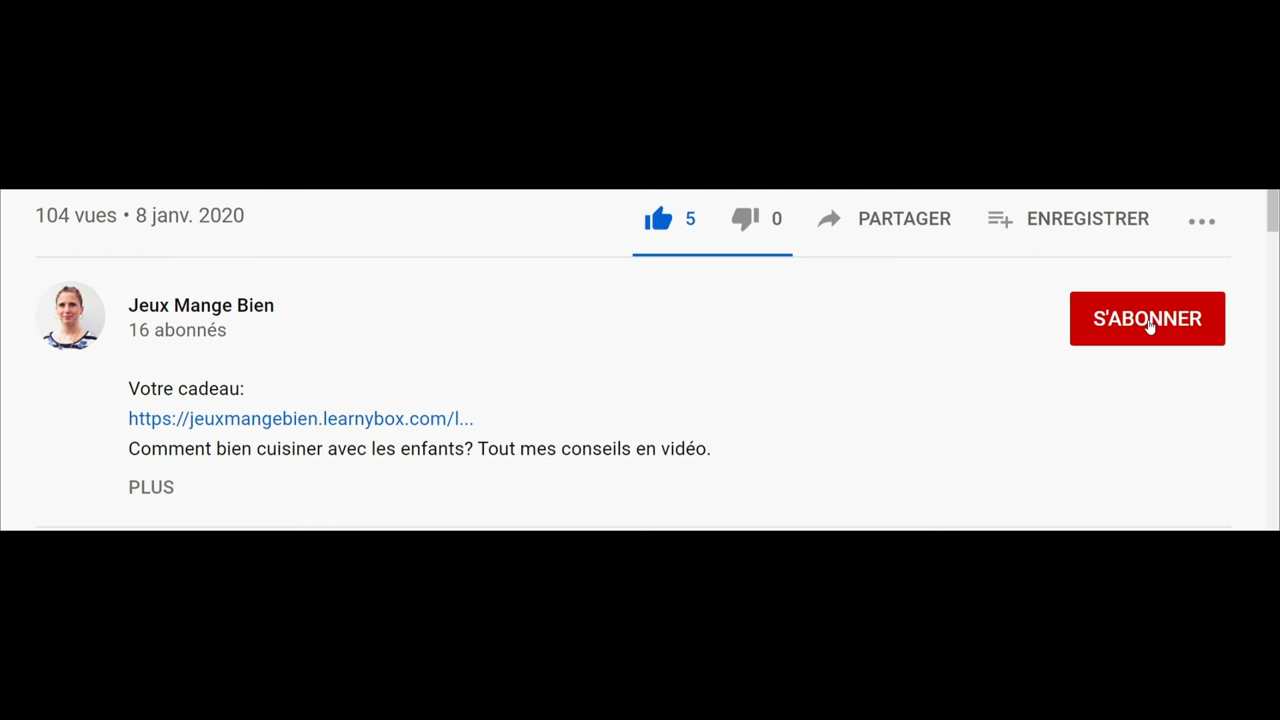 104 vues • 8 janv. 2020
5
0
PARTAGER
ENREGISTRER
Jeux Mange Bien
16 abonnés
S'ABONNER
Votre cadeau:
https://jeuxmangebien.learnybox.com/l...
Comment bien cuisiner avec les enfants? Tout mes conseils en vidéo.
PLUS